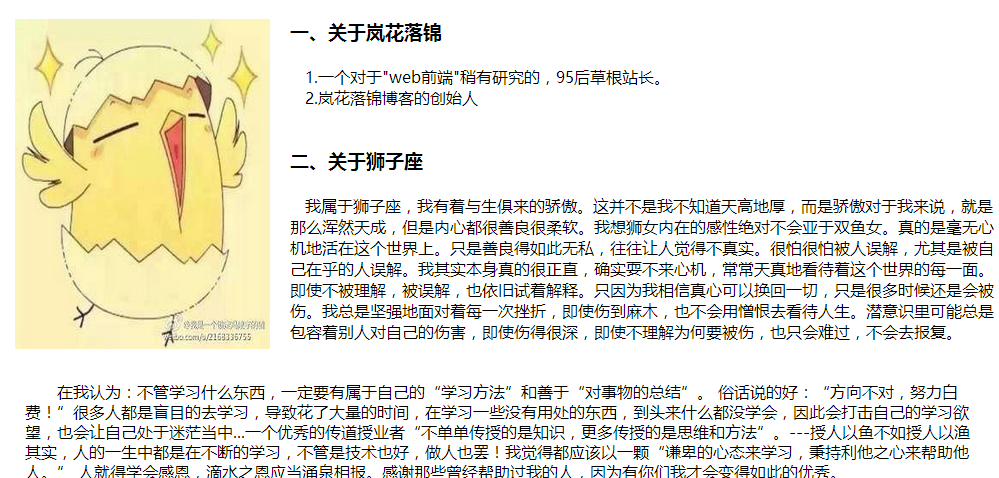 一、关于岚花落锦
1.一个对于"web前端"稍有研究的，95后草根站长。
2.岚花落锦博客的创始人
二、关于狮子座
我属于狮子座，我有着与生俱来的骄傲。这并不是我不知道天高地厚，而是骄傲对于我来说，就是
那么浑然天成，但是内心都很善良很柔软。我想狮女内在的感性绝对不会亚于双鱼女。真的是毫无心
机地活在这个世界上。只是善良得如此无私，往往让人觉得不真实。很怕很怕被人误解，尤其是被自
己在乎的人误解。我其实本身真的很正直，确实耍不来心机，常常天真地看待着这个世界的每一面。
即使不被理解，被误解，也依旧试着解释。只因为我相信真心可以换回一切，只是很多时候还是会被
伤。我总是坚强地面对着每一次挫折，即使伤到麻木，也不会用憎恨去看待人生。潜意识里可能总是
包容着别人对自己的伤害，即使伤得很深，即使不理解为何要被伤，也只会难过，不会去报复。
@我是一个
weibo.com/u/2168336755
在我认为：不管学习什么东西，一定要有属于自己的“学习方法”和善于“对事物的总结”。 俗话说的好：“方向不对，努力白
费！”很多人都是盲目的去学习，导致花了大量的时间，在学习一些没有用处的东西，到头来什么都没学会，因此会打击自己的学习欲
望，也会让自己处于迷茫当中...一个优秀的传道授业者“不单单传授的是知识，更多传授的是思维和方法”。---授人以鱼不如授人以渔
其实，人的一生中都是在不断的学习，不管是技术也好，做人也罢！我觉得都应该以一颗“谦卑的心态来学习，秉持利他之心来帮助他
人。” 人就得学会感恩，滴水之恩应当涌泉相报。感谢那些曾经帮助过我的人，因为有你们我才会变得如此的优秀。